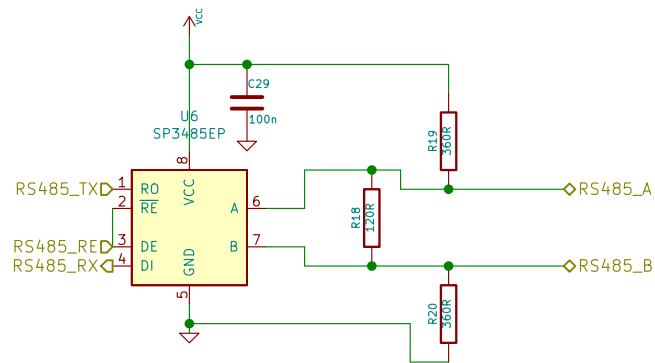 VCC
C29
100n
U6
SP3485EP
R19
360R
8
VCC
RS485_TX
1
RO
6
A
RS485_A
2
RE
R18
120R
RS485_RE
3
DE
7
B
RS485_RX
4
DI
GND
RS485_B
5
R20
360R